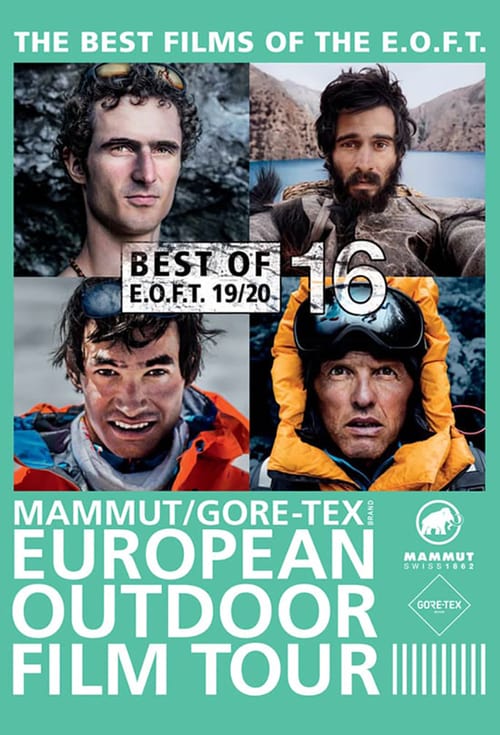 THE BEST FILMS OF THE E.O.F.T.
BEST OF
E.O.F.T. 19/20
16
MAMMUT/GORE-TEX BRAND
EUROPEAN
OUTDOOR
FILM TOUR
MAMMUT
SWISS 1862
GORE-TEX